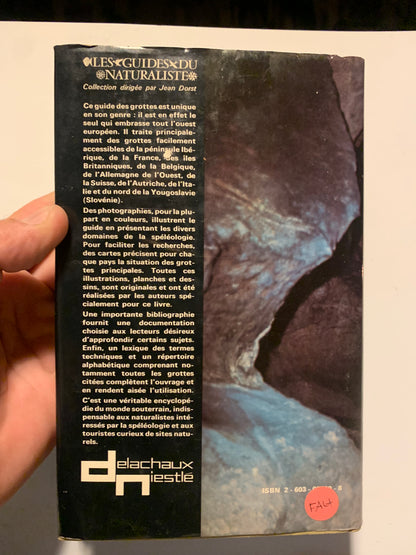 LES GUIDES DU
NATURALISTE
Collection dirigée par Jean Dorst
Ce guide des grottes est unique
en son genre : il est en effet le
seul qui embrasse tout l'ouest
européen. Il traite principale-
ment des grottes facilement
accessibles de la péninsule Ibé-
rique, de la France, des îles
Britanniques, de la Belgique,
de l'Allemagne de l'Ouest, de
la Suisse, de l'Autriche, de l'Ita-
lie et du nord de la Yougoslavie
(Slovénie).
Des photographies, pour la plu-
part en couleurs, illustrent le
guide en présentant les divers
domaines de la spéléologie.
Pour faciliter les recherches,
des cartes précisent pour cha-
que pays la situation des grot-
tes principales. Toutes ces
illustrations, planches et des-
sins, sont originales et ont été
réalisées par les auteurs spé-
cialement pour ce livre.
Une importante bibliographie
fournit une documentation
choisie aux lecteurs désireux
d'approfondir certains sujets.
Enfin, un lexique des termes
techniques et un répertoire
alphabétique comprenant no-
tamment toutes les grottes
citées complètent l'ouvrage et
en rendent aisée l'utilisation.
C'est une véritable encyclopé-
die du monde souterrain, indis-
pensable aux naturalistes inté-
ressés par la spéléologie et aux
touristes curieux de sites natu-
rels.
delachaux
niestlé
ISBN 2 - 603 - 8